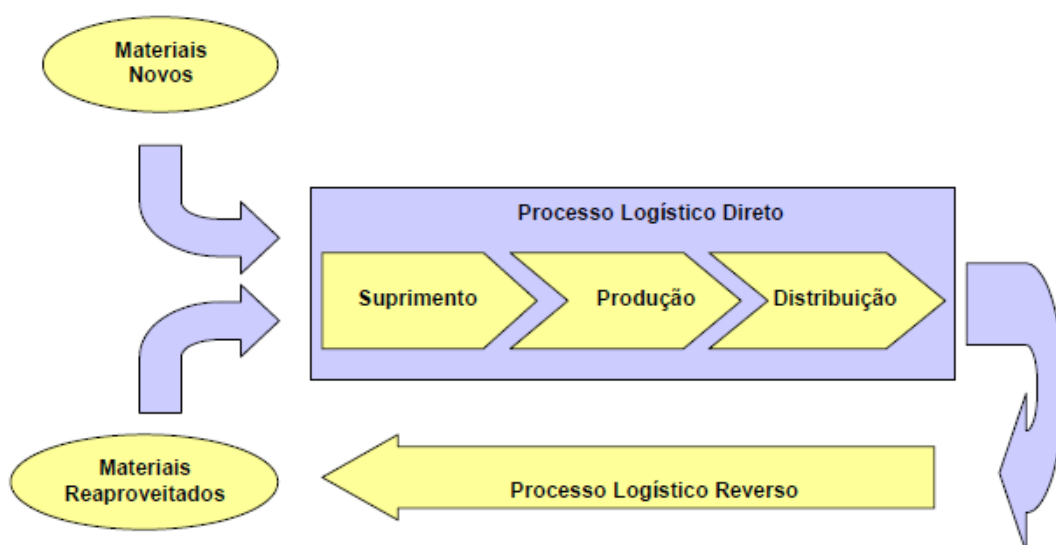 Materiais
Novos
Processo Logístico Direto
Suprimento
Produção
Distribuição
Materiais
Reaproveitados
Processo Logístico Reverso